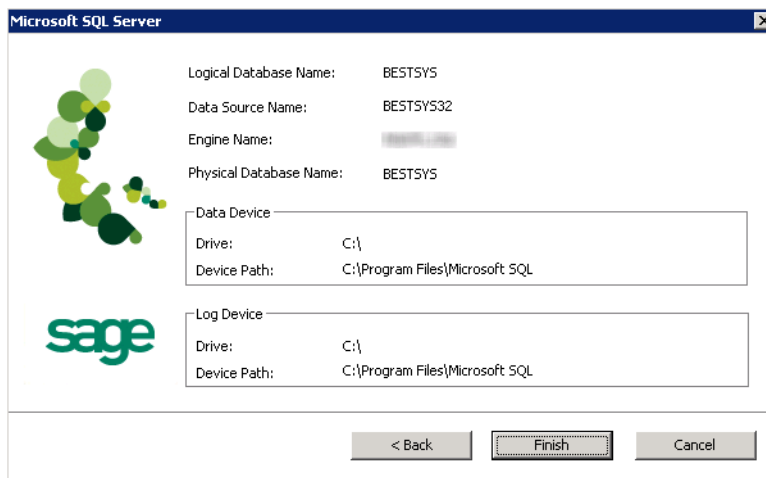 Microsoft SQL Server
Logical Database Name: BESTSYS
Data Source Name: BESTSYS32
Engine Name:
Physical Database Name: BESTSYS
Data Device
Drive: C:\
Device Path: C:\Program Files\Microsoft SQL
sage
Log Device
Drive: C:\
Device Path: C:\Program Files\Microsoft SQL
< Back Finish Cancel